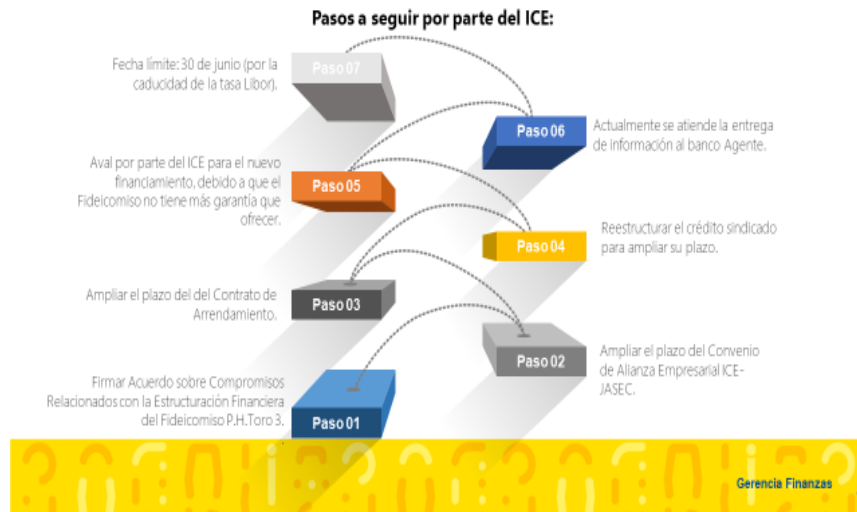 Pasos a seguir por parte del ICE:
Paso 07
Fecha límite: 30 de junio (por la
caducidad de la tasa Libor).
Paso 06
Actualmente se atiende la entrega
de información al banco Agente.
Paso 05
Aval por parte del ICE para el nuevo
financiamiento, debido a que el
Fideicomiso no tiene más garantía que
ofrecer.
Paso 04
Reestructurar el crédito sindicado
para ampliar su plazo.
Paso 03
Ampliar el plazo del del Contrato de
Arrendamiento.
Paso 02
Ampliar el plazo del Convenio
de Alianza Empresarial ICE-
JASEC.
Paso 01
Firmar Acuerdo sobre Compromisos
Relacionados con la Estructuración Financiera
del Fideicomiso P.H.Toro 3.
.
Gerencia Finanzas